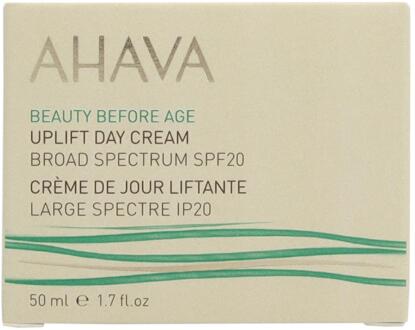 AHAVA
BEAUTY BEFORE AGE
UPLIFT DAY CREAM
BROAD SPECTRUM SPF20
CRÈME DE JOUR LIFTANTE
LARGE SPECTRE IP20
50 ml ℮ 1.7 fl.oz